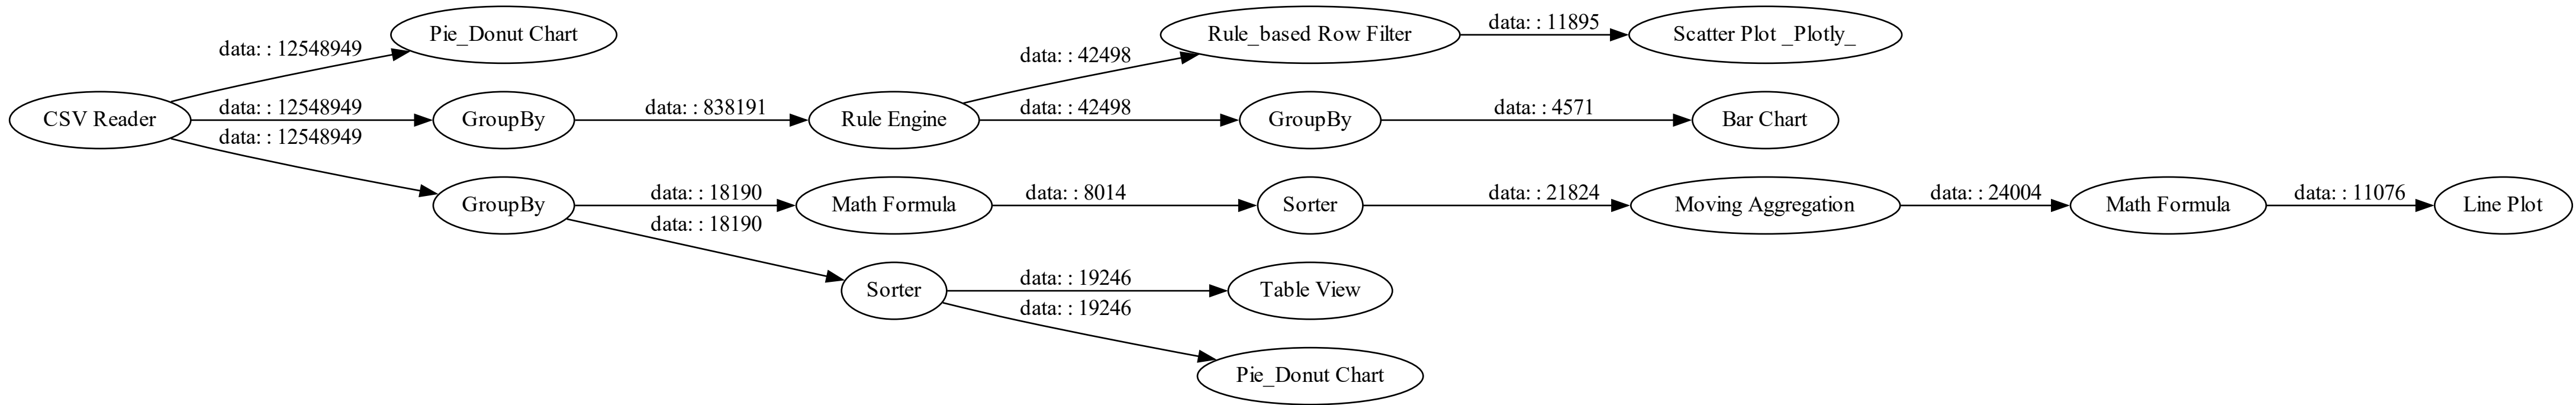 Pie_Donut Chart
Rule_based Row Filter
data: : 11895
Scatter Plot _Plotly_
data: : 12548949
data: : 42498
CSV Reader
data: : 12548949
GroupBy
data: : 838191
Rule Engine
data: : 42498
GroupBy
data: : 4571
Bar Chart
data: : 12548949
GroupBy
data: : 18190
Math Formula
data: : 8014
Sorter
data: : 21824
Moving Aggregation
data: : 24004
Math Formula
data: : 11076
Line Plot
data: : 18190
Sorter
data: : 19246
Table View
data: : 19246
Pie_Donut Chart